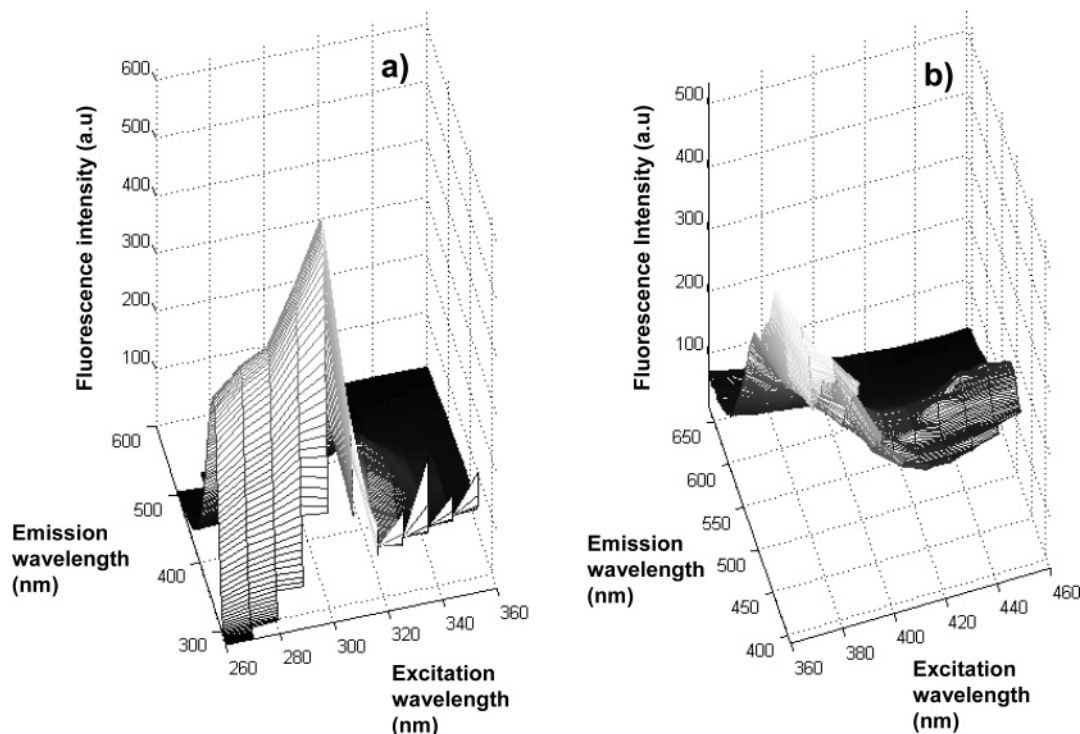 a)
Fluorescence intensity (a.u)
600
500
400
300
200
100
600
500
400
300
Emission
wavelength
(nm)
260
280
300
320
340
360
Excitation
wavelength
(nm)
b)
Fluorescence Intensity (a.u)
500
400
300
200
100
650
600
550
500
450
400
Emission
wavelength
(nm)
360
380
400
420
440
460
Excitation
wavelength
(nm)